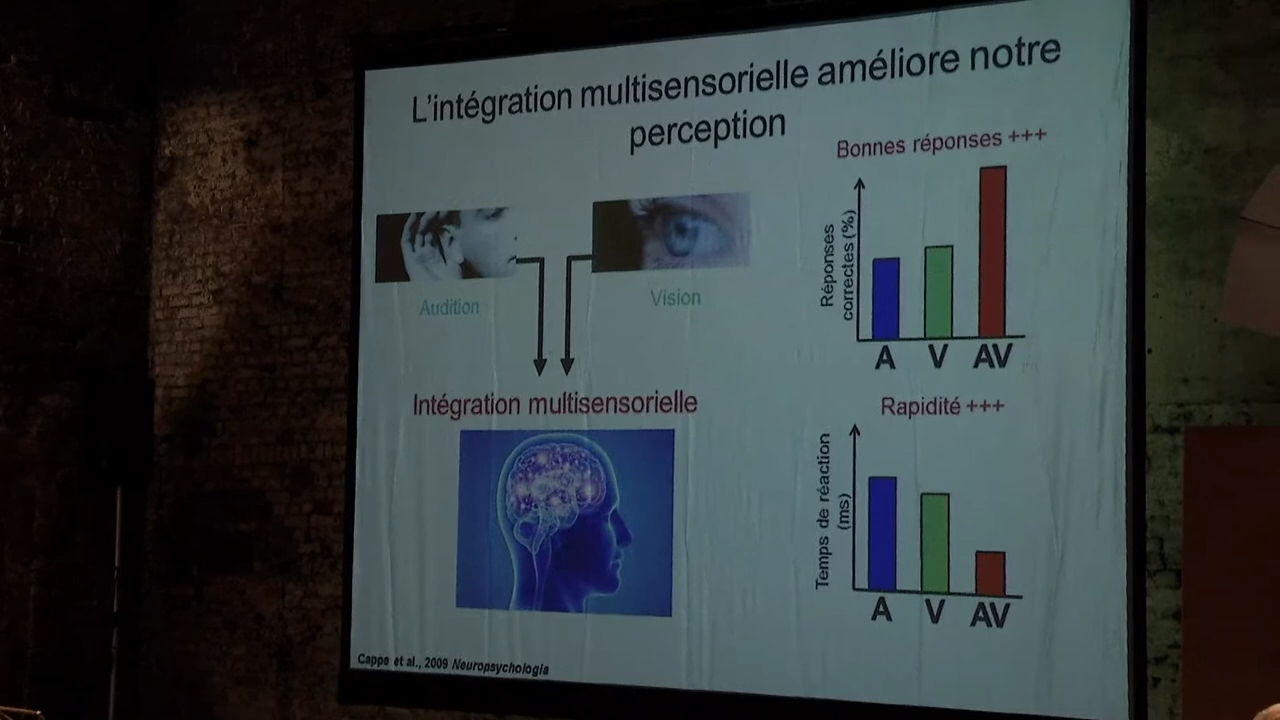 L'intégration multisensorielle améliore notre
perception
Audition
Vision
Intégration multisensorielle
Bonnes réponses +++
Réponses
correctes (%)
A V AV
Rapidité +++
Temps de réaction
(ms)
A V AV
Cappe et al., 2009 Neuropsychologia